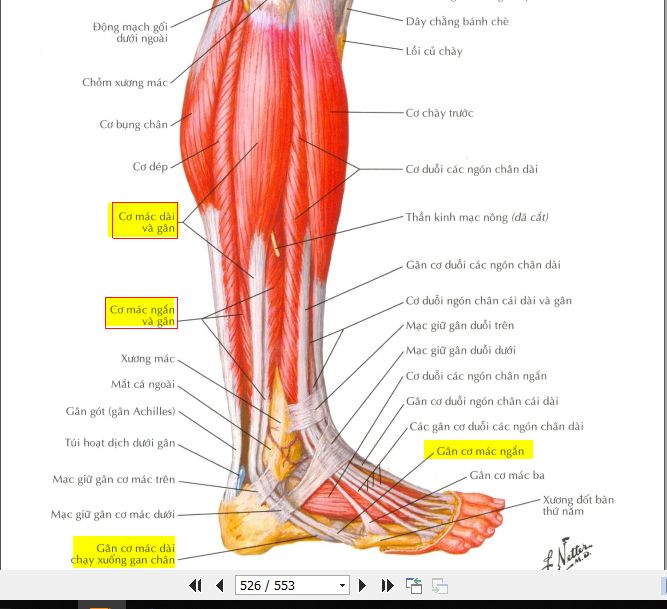 Động mạch gối
dưới ngoài
Chỏm xương mác
Cơ bụng chân
Cơ dép
Cơ mác dài
và gân
Cơ mác ngắn
và gân
Xương mác
Mắt cá ngoài
Gân gót (gân Achilles)
Túi hoạt dịch dưới gân
Mạc giữ gân cơ mác trên
Mạc giữ gân cơ mác dưới
Gân cơ mác dài
chạy xuống gan chân
Dây chằng bánh chè
Lồi củ chày
Cơ chày trước
Cơ duỗi các ngón chân dài
Thần kinh mạc nông (đã cắt)
Gân cơ duỗi các ngón chân dài
Cơ duỗi ngón chân cái dài và gân
Mạc giữ gân duỗi trên
Mạc giữ gân duỗi dưới
Cơ duỗi các ngón chân ngắn
Gân cơ duỗi ngón chân cái dài
Các gân cơ duỗi các ngón chân dài
Gân cơ mác ngắn
Gân cơ mác ba
Xương đốt bàn
thứ năm
F. Netter
M.D.
526 / 553